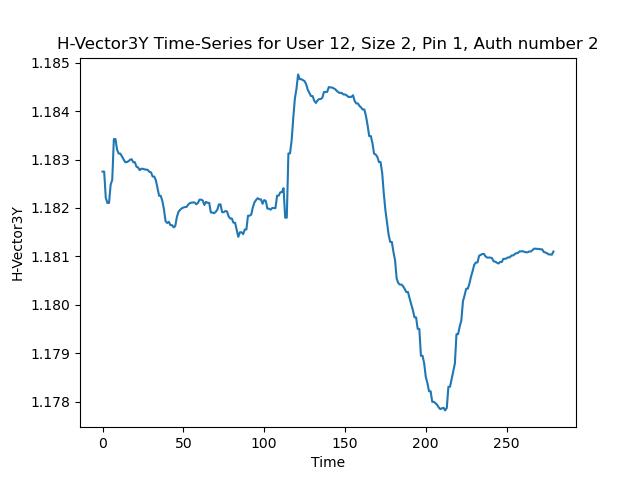 H-Vector3Y Time-Series for User 12, Size 2, Pin 1, Auth number 2
H-Vector3Y
1.185
1.184
1.183
1.182
1.181
1.180
1.179
1.178
0 50 100 150 200 250
Time